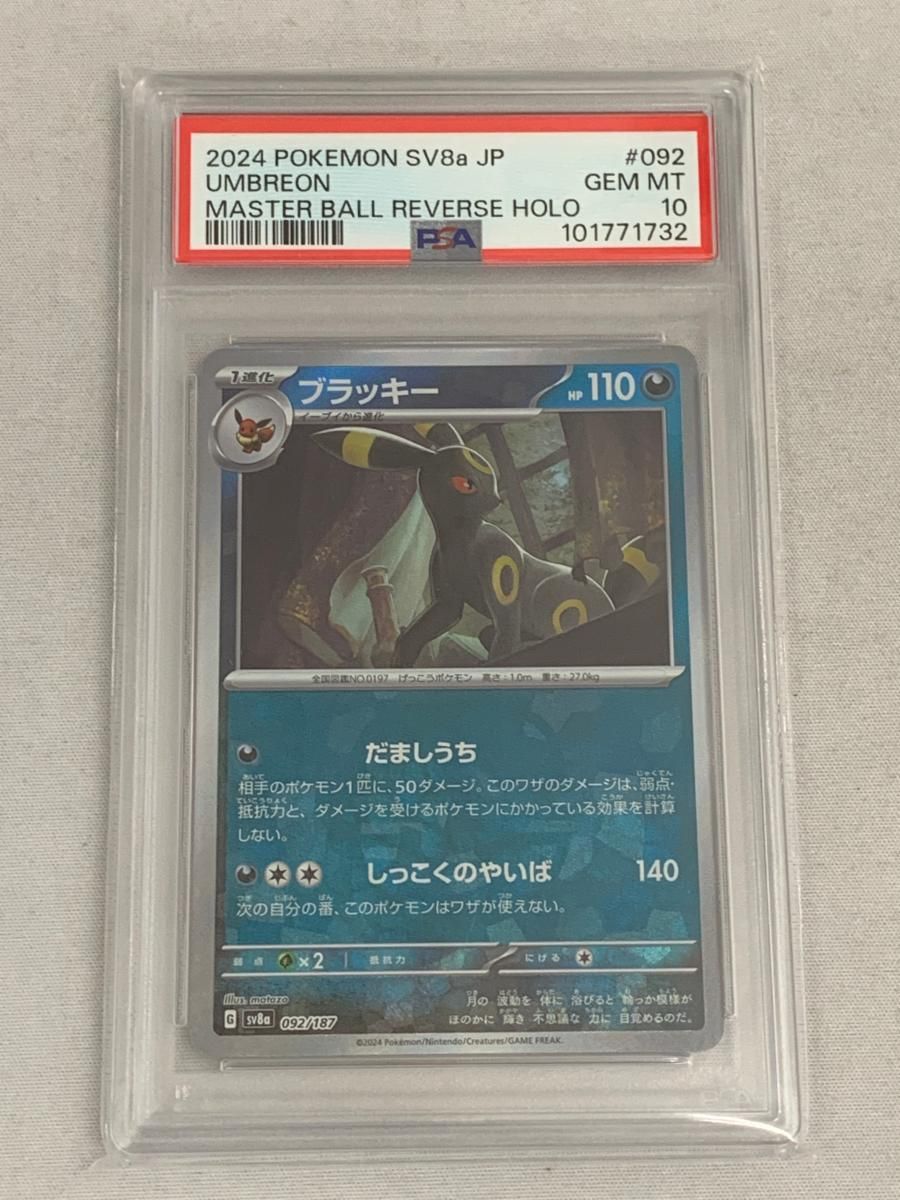 2024 POKEMON SV8a JP #092
UMBREON GEM MT
MASTER BALL REVERSE HOLO 10
PSA 101771732
1進化 ブラッキー HP 110
イーブイから進化
全国図鑑NO.0197 げっこうポケモン 高さ:1.0m 重さ:27.0kg
だましうち
相手のポケモン1匹に、50ダメージ。このワザのダメージは、弱点・
抵抗力と、ダメージを受けるポケモンにかかっている効果を計算
しない。
しっこくのやいば 140
次の自分の番、このポケモンはワザが使えない。
弱点 ×2 抵抗力 にげる
Illus. motazo
月の波動を体に浴びると輪っか模様が
ほのかに輝き不思議な力に目覚めるのだ。
G sv8a 092/187
©2024 Pokémon/Nintendo/Creatures/GAME FREAK.